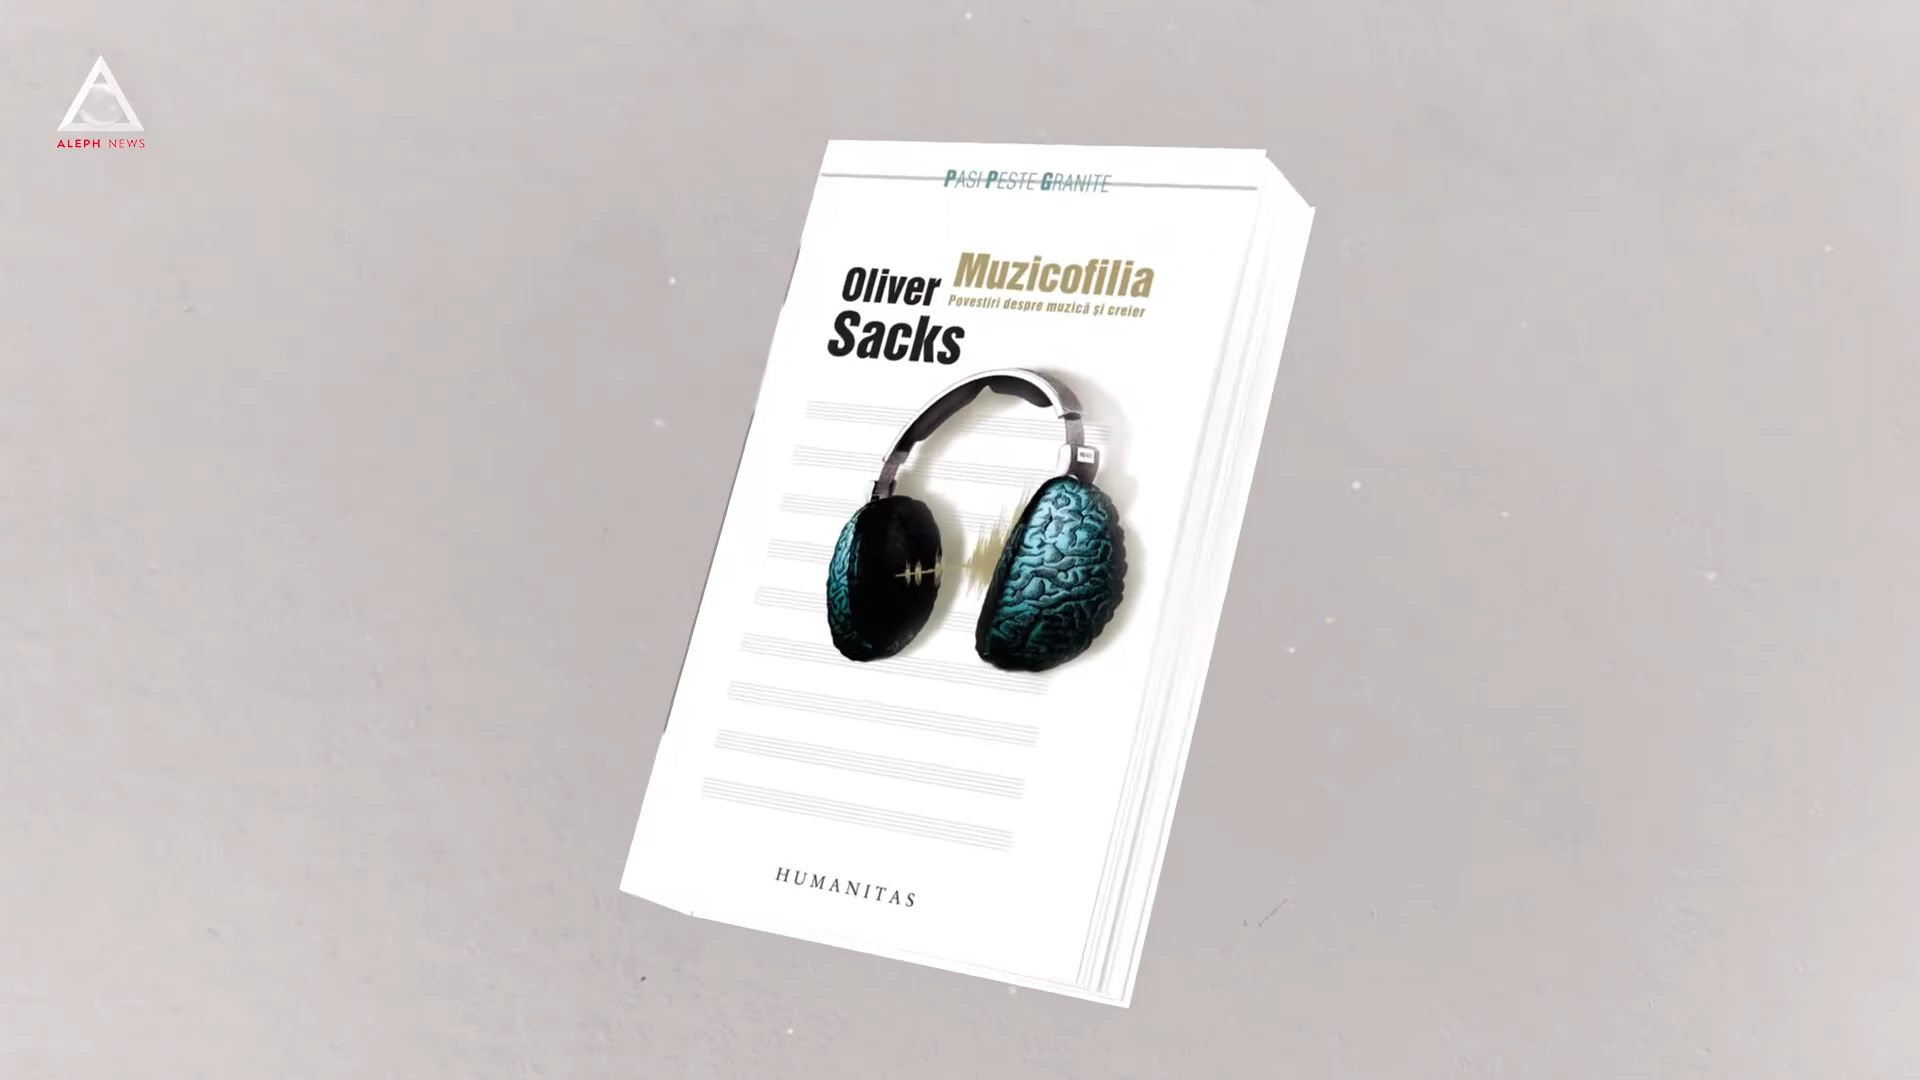 ALEPH NEWS
PASI PESTE GRANITE
Muzicofilia
Povestiri despre muzică și creier
Oliver
Sacks
HUMANITAS